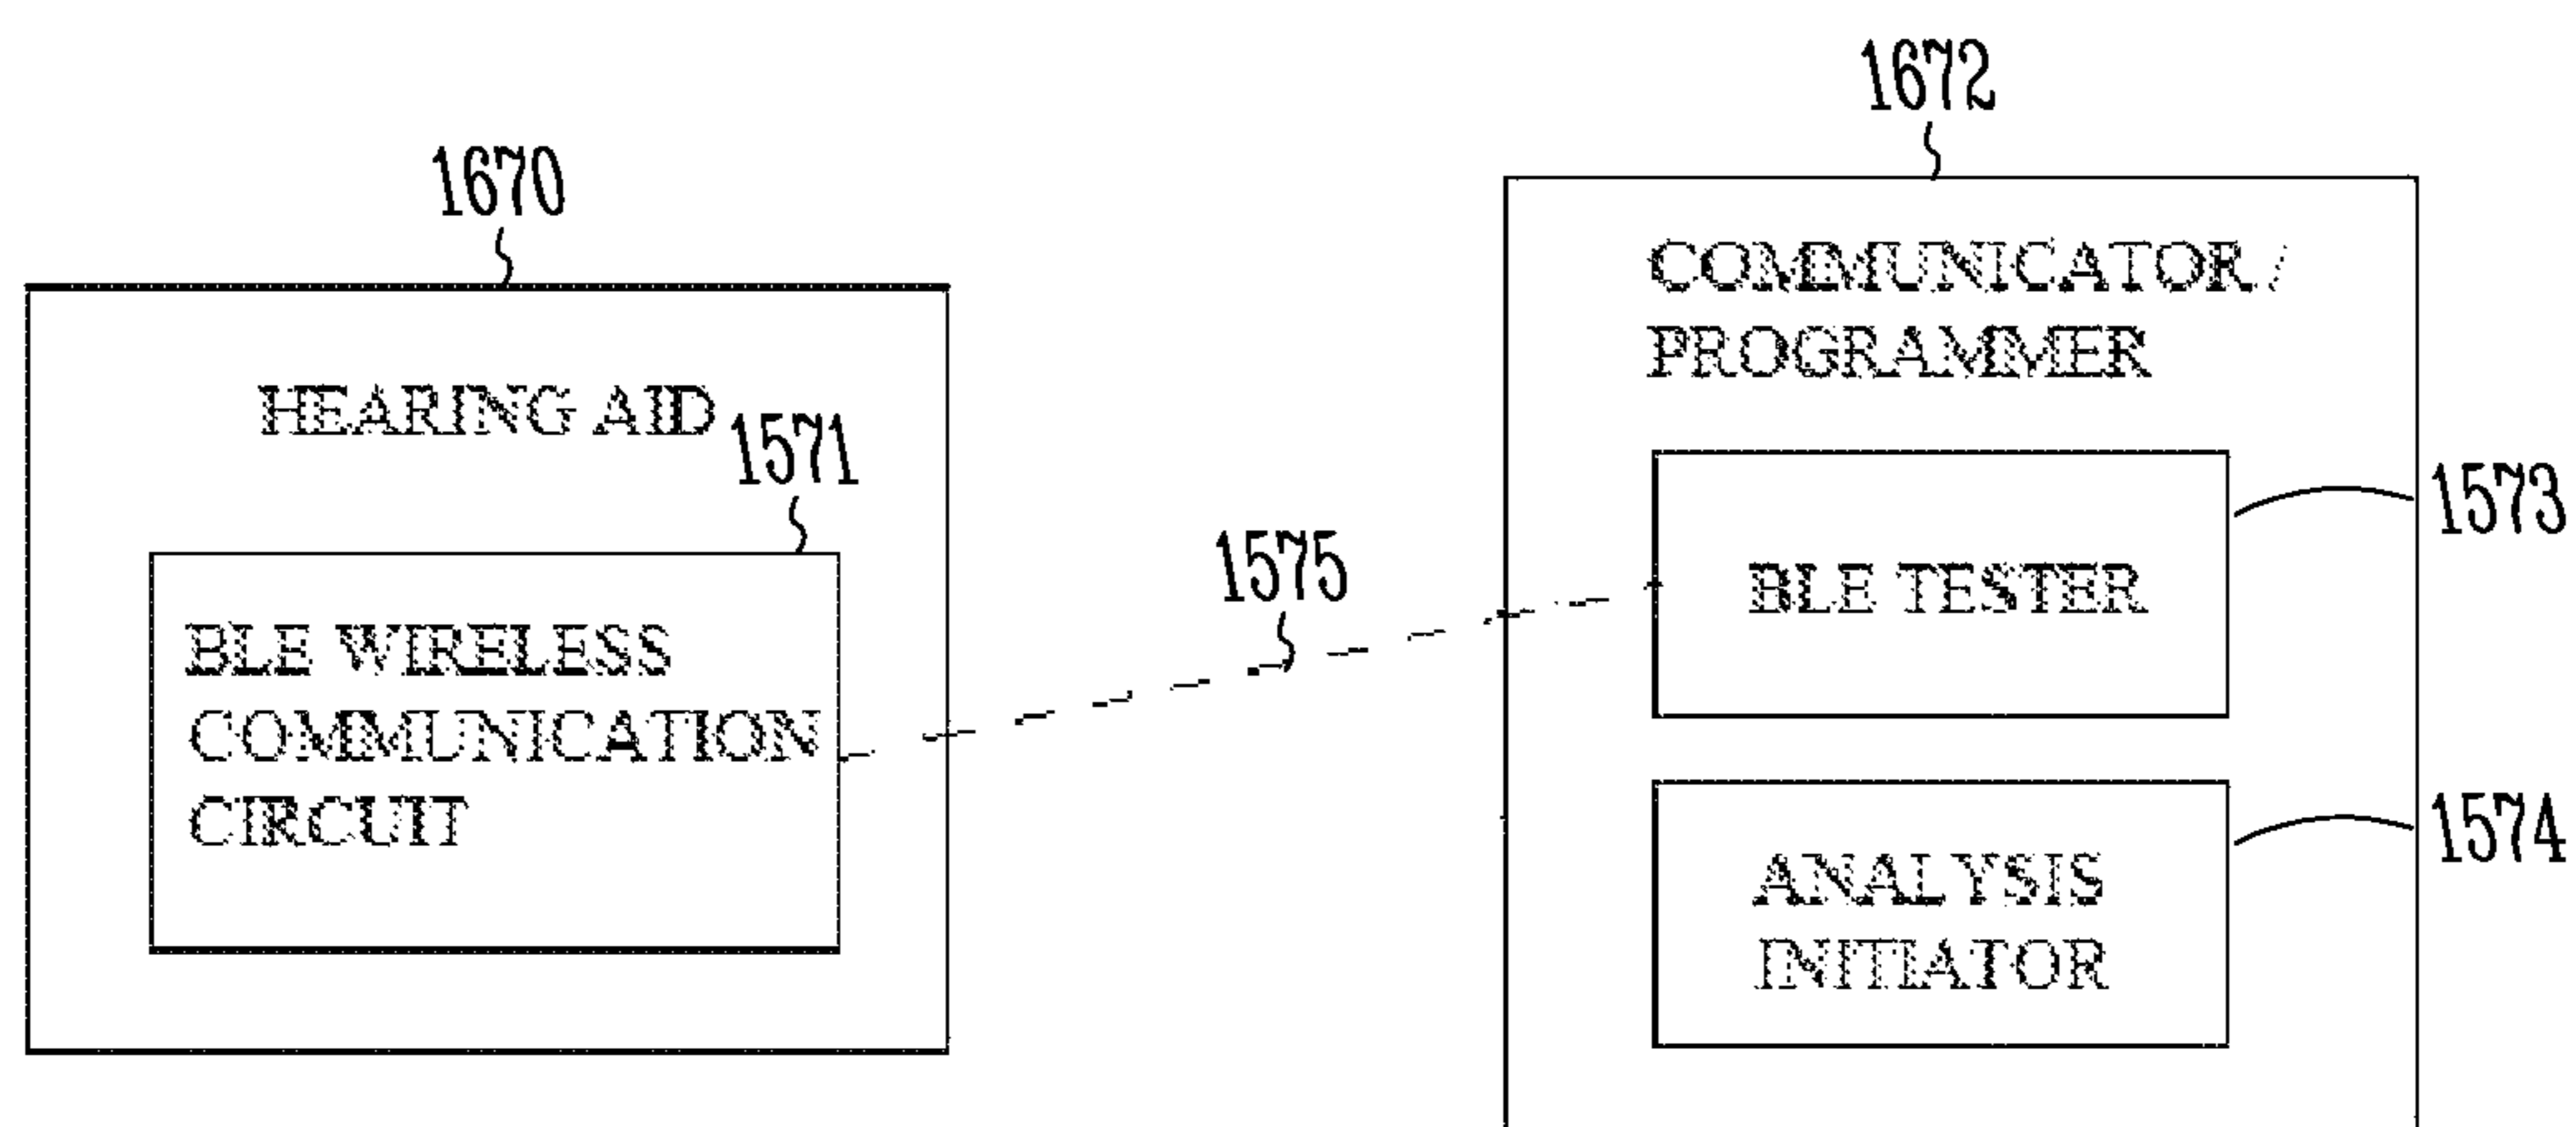 1672
1670
COMMUNICATOR /
PROGRAMMER
HEARING AID
1571
1573
1575
BLE TESTER
BLE WIRELESS
COMMUNICATION
CIRCUIT
1574
ANALYSIS
INITIATOR